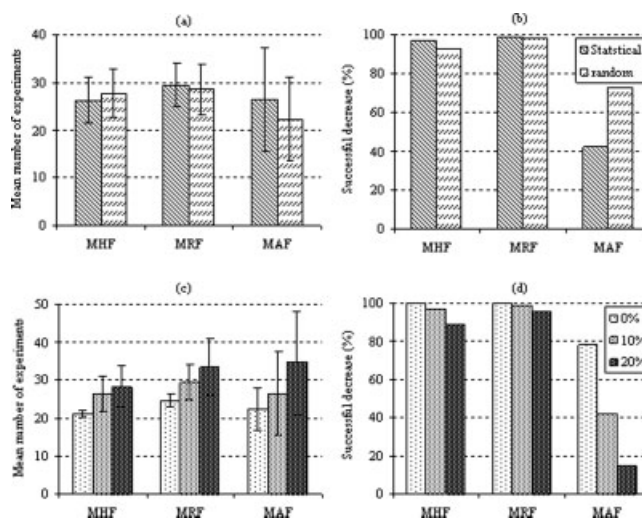 (a)
Mean number of experiments
40
30
20
10
0
MHF MRF MAF
(b)
Successful decrease (%)
100
80
60
40
20
0
Statstical
random
MHF MRF MAF
(c)
Mean number of experiments
50
40
30
20
10
0
MHF MRF MAF
(d)
Successful decrease (%)
100
80
60
40
20
0
0%
10%
20%
MHF MRF MAF